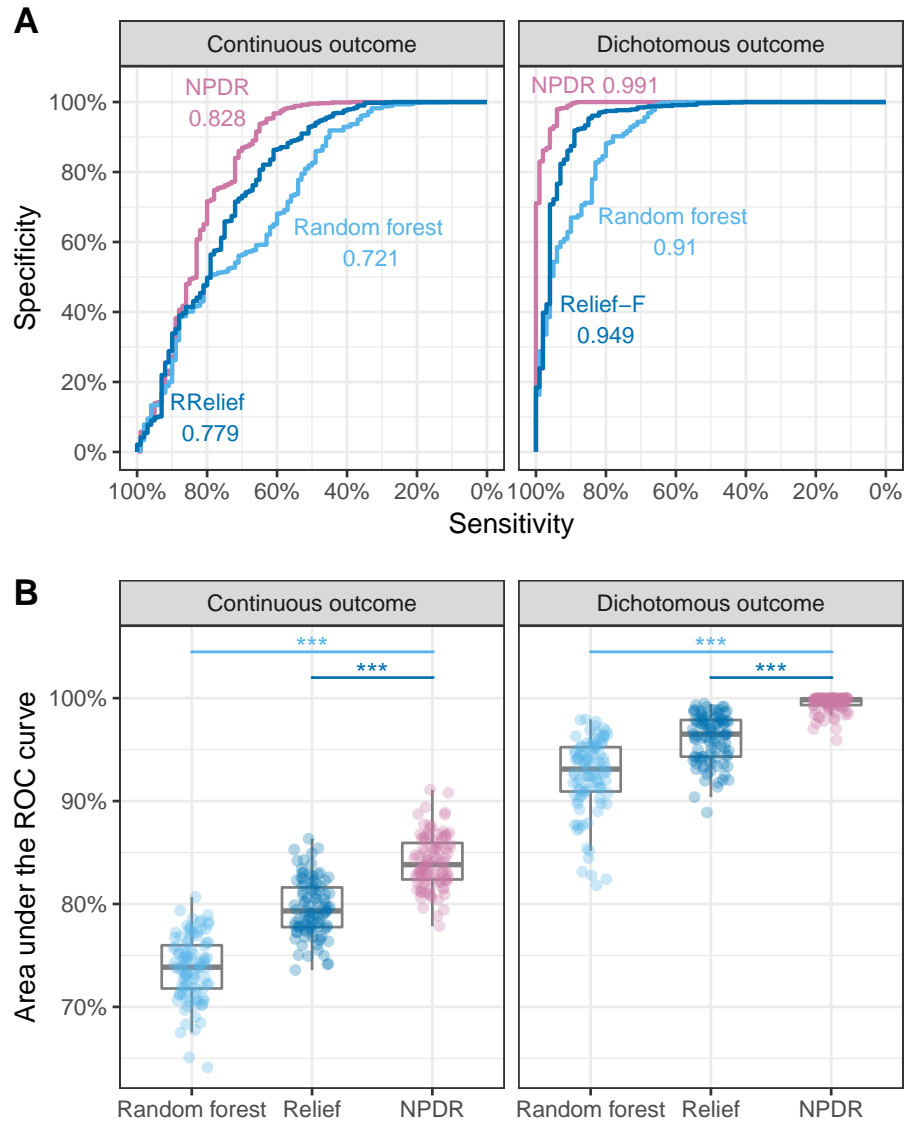 A
Continuous outcome
Dichotomous outcome
NPDR
0.828
NPDR 0.991
100%
80%
60%
40%
20%
0%
Specificity
Random forest
0.721
Random forest
0.91
Relief−F
0.949
RRelief
0.779
100% 80% 60% 40% 20% 0%
100% 80% 60% 40% 20% 0%
Sensitivity
B
Continuous outcome
Dichotomous outcome
***
***
***
***
100%
90%
80%
70%
Area under the ROC curve
Random forest Relief NPDR
Random forest Relief NPDR